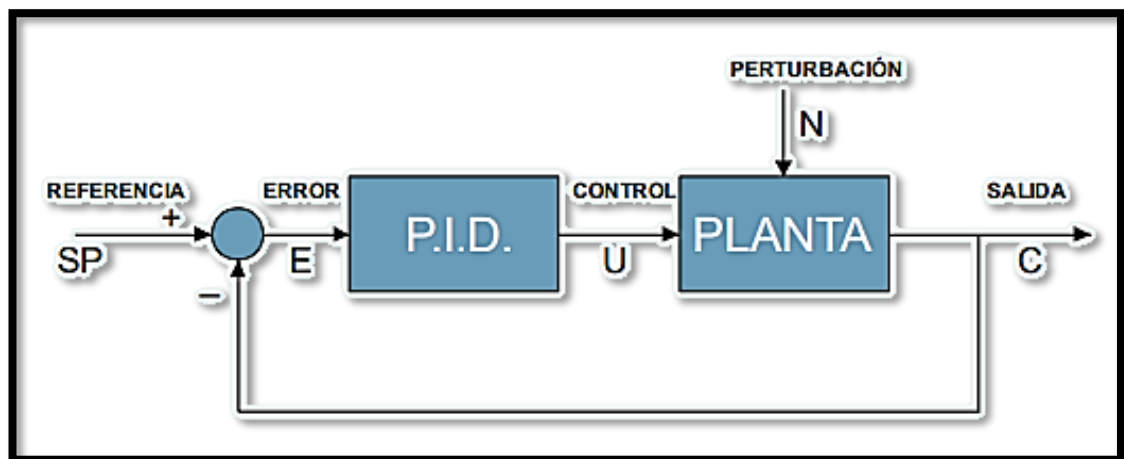 PERTURBACIÓN
N
REFERENCIA
ERROR
CONTROL
SALIDA
+
P.I.D.
PLANTA
SP
E
U
C
−